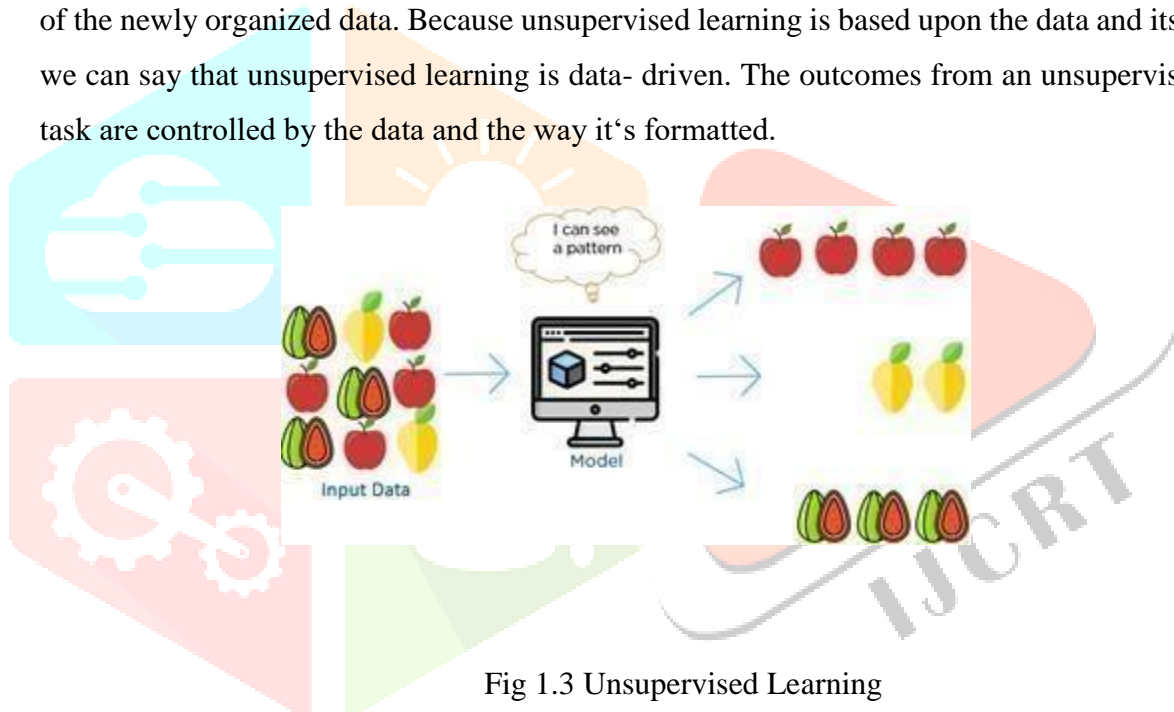 of the newly organized data. Because unsupervised learning is based upon the data and its
we can say that unsupervised learning is data- driven. The outcomes from an unsupervis
task are controlled by the data and the way it‘s formatted.
I can see
a pattern
Input Data
Model
IJCRT
Fig 1.3 Unsupervised Learning